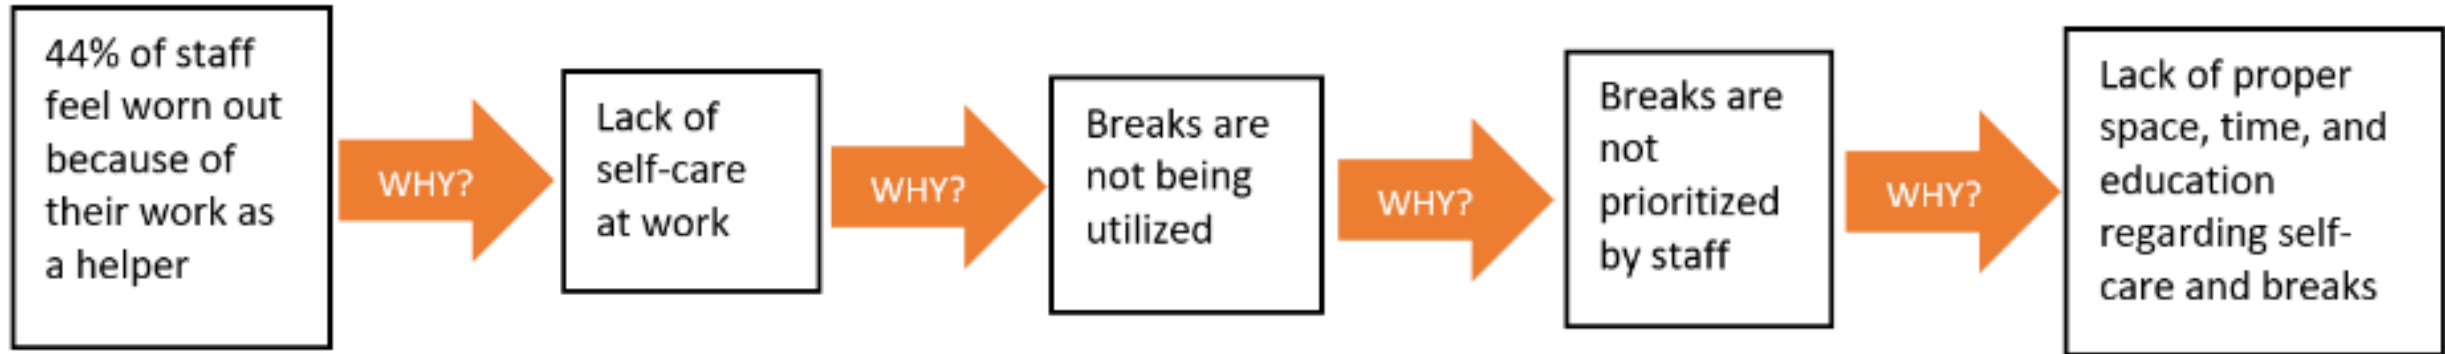 44% of staff
feel worn out
because of
their work as
a helper
WHY?
Lack of
self-care
at work
WHY?
Breaks are
not being
utilized
WHY?
Breaks are
not
prioritized
by staff
WHY?
Lack of proper
space, time, and
education
regarding self-
care and breaks